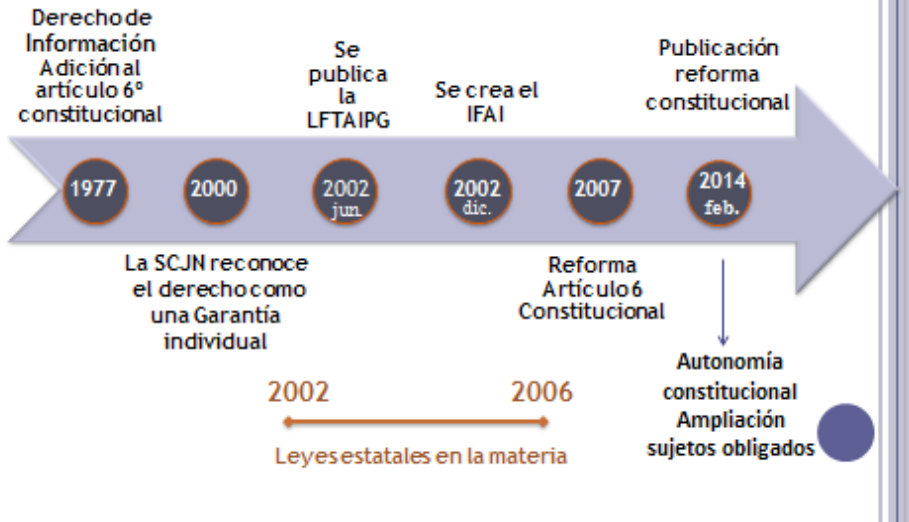 Derecho de
Información
Adición al
artículo 6º
constitucional
Se
publica
la
LFTAIPG
Se crea el
IFAI
Publicación
reforma
constitucional
1977
2000
2002
jun.
2002
dic.
2007
2014
feb.
La SCJN reconoce
el derecho como
una Garantía
individual
Reforma
Artículo 6
Constitucional
Autonomía
constitucional
Ampliación
sujetos obligados
2002
2006
Leyes estatales en la materia